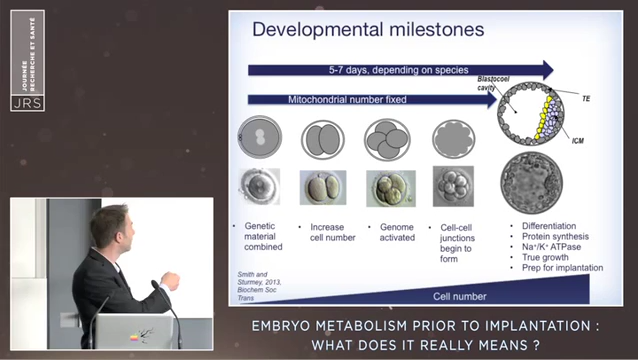 JOURNÉE
RECHERCHE ET SANTÉ
JRS
Developmental milestones
5-7 days, depending on species
Mitochondrial number fixed
Blastocoel
cavity
TE
ICM
• Genetic
material
combined
• Increase
cell number
• Genome
activated
• Cell-cell
junctions
begin to
form
• Differentiation
• Protein synthesis
• Na+/K+ ATPase
• True growth
• Prep for implantation
Smith and
Sturmey, 2013,
Biochem Soc
Trans
Cell number
EMBRYO METABOLISM PRIOR TO IMPLANTATION :
WHAT DOES IT REALLY MEANS ?